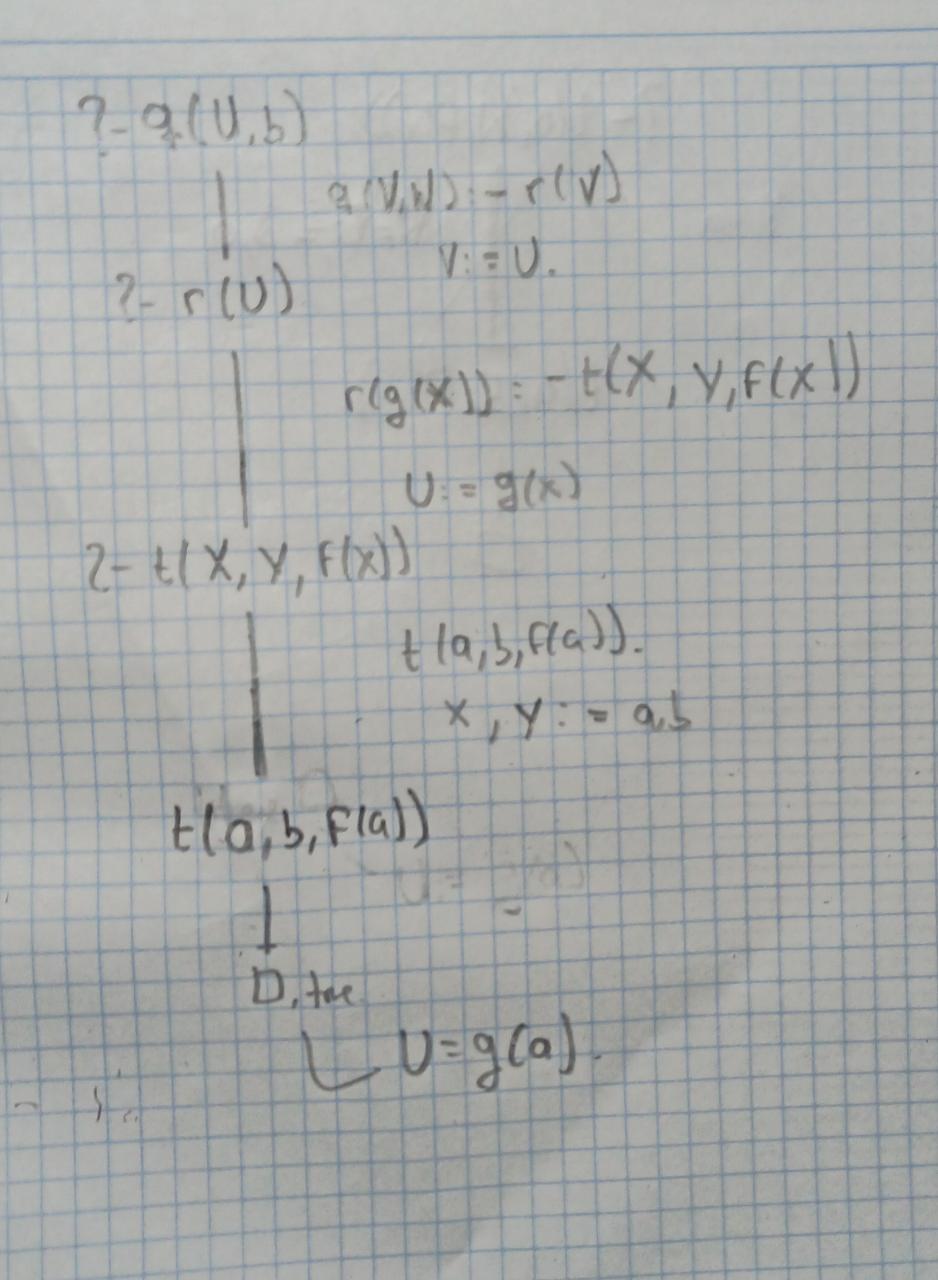 ?- q(U,b)
q(V,W) :- r(V)
V:=U.
?- r(U)
r(g(X)) :- t(X, Y, f(X))
U:= g(x)
?- t(X, Y, f(x))
t(a,b,f(a)).
x, y := a,b
t(a,b,f(a))
□, true
U=g(a).